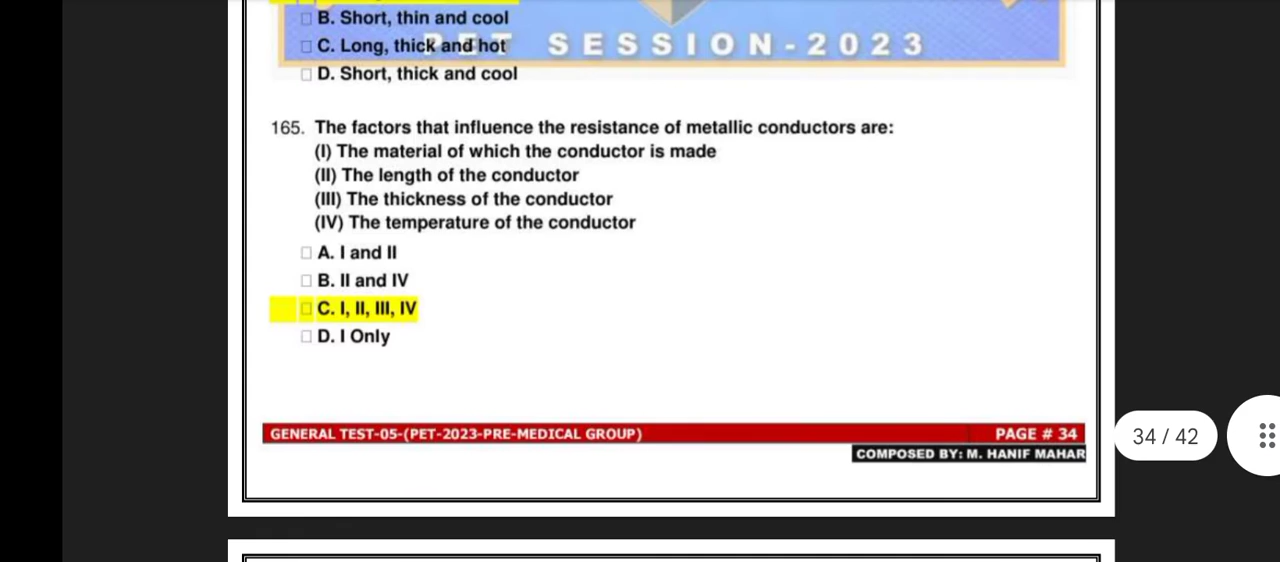 B. Short, thin and cool
C. Long, thick and hot
PET SESSION-2023
D. Short, thick and cool
165. The factors that influence the resistance of metallic conductors are:
(I) The material of which the conductor is made
(II) The length of the conductor
(III) The thickness of the conductor
(IV) The temperature of the conductor
A. I and II
B. II and IV
C. I, II, III, IV
D. I Only
GENERAL TEST-05-(PET-2023-PRE-MEDICAL GROUP) PAGE # 34
COMPOSED BY: M. HANIF MAHAR
34 / 42